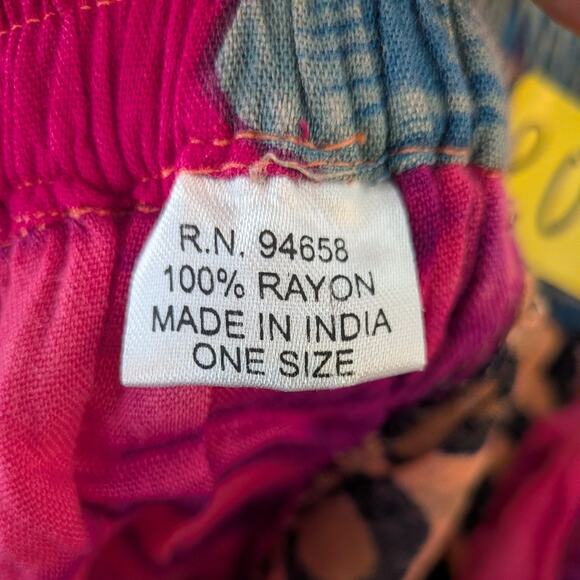 R.N. 94658
100% RAYON
MADE IN INDIA
ONE SIZE